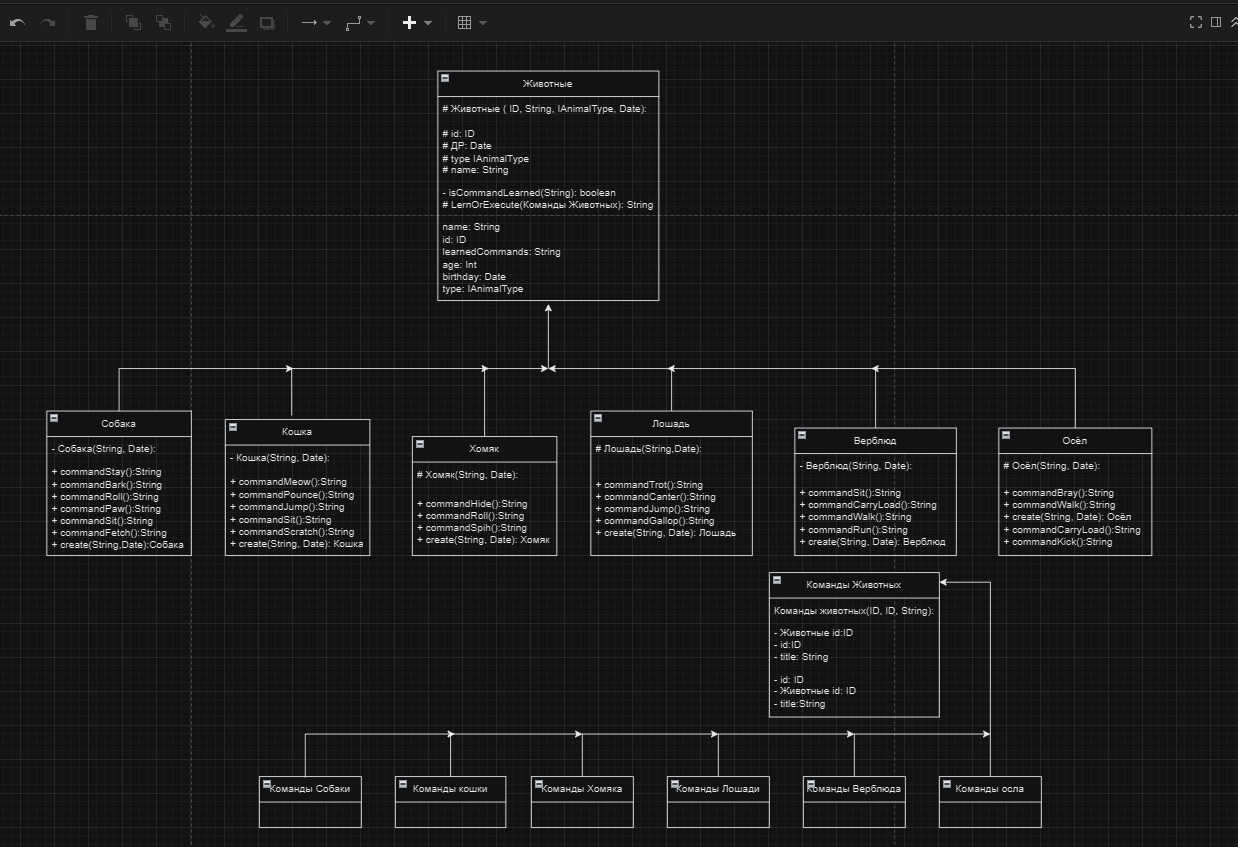 Животные
# Животные ( ID, String, IAnimalType, Date):
# id: ID
# ДР: Date
# type IAnimalType
# name: String
- isCommandLearned(String): boolean
# LernOrExecute(Команды Животных): String
name: String
id: ID
learnedCommands: String
age: Int
birthday: Date
type: IAnimalType
Собака
- Собака(String, Date):
+ commandStay():String
+ commandBark():String
+ commandRoll():String
+ commandPaw():String
+ commandSit():String
+ commandFetch():String
+ create(String,Date):Собака
Кошка
- Кошка(String, Date):
+ commandMeow():String
+ commandPounce():String
+ commandJump():String
+ commandSit():String
+ commandScratch():String
+ create(String, Date): Кошка
Хомяк
# Хомяк(String, Date):
+ commandHide():String
+ commandRoll():String
+ commandSpih():String
+ create(String, Date): Хомяк
Лошадь
# Лошадь(String,Date):
+ commandTrot():String
+ commandCanter():String
+ commandJump():String
+ commandGallop():String
+ create(String, Date): Лошадь
Верблюд
- Верблюд(String, Date):
+ commandSit():String
+ commandCarryLoad():String
+ commandWalk():String
+ commandRun():String
+ create(String, Date): Верблюд
Осёл
# Осёл(String, Date):
+ commandBray():String
+ commandWalk():String
+ create(String, Date): Осёл
+ commandCarryLoad():String
+ commandKick():String
Команды Животных
Команды животных(ID, ID, String):
- Животные id:ID
- id:ID
- title: String
- id: ID
- Животные id: ID
- title:String
Команды Собаки
Команды кошки
Команды Хомяка
Команды Лошади
Команды Верблюда
Команды осла